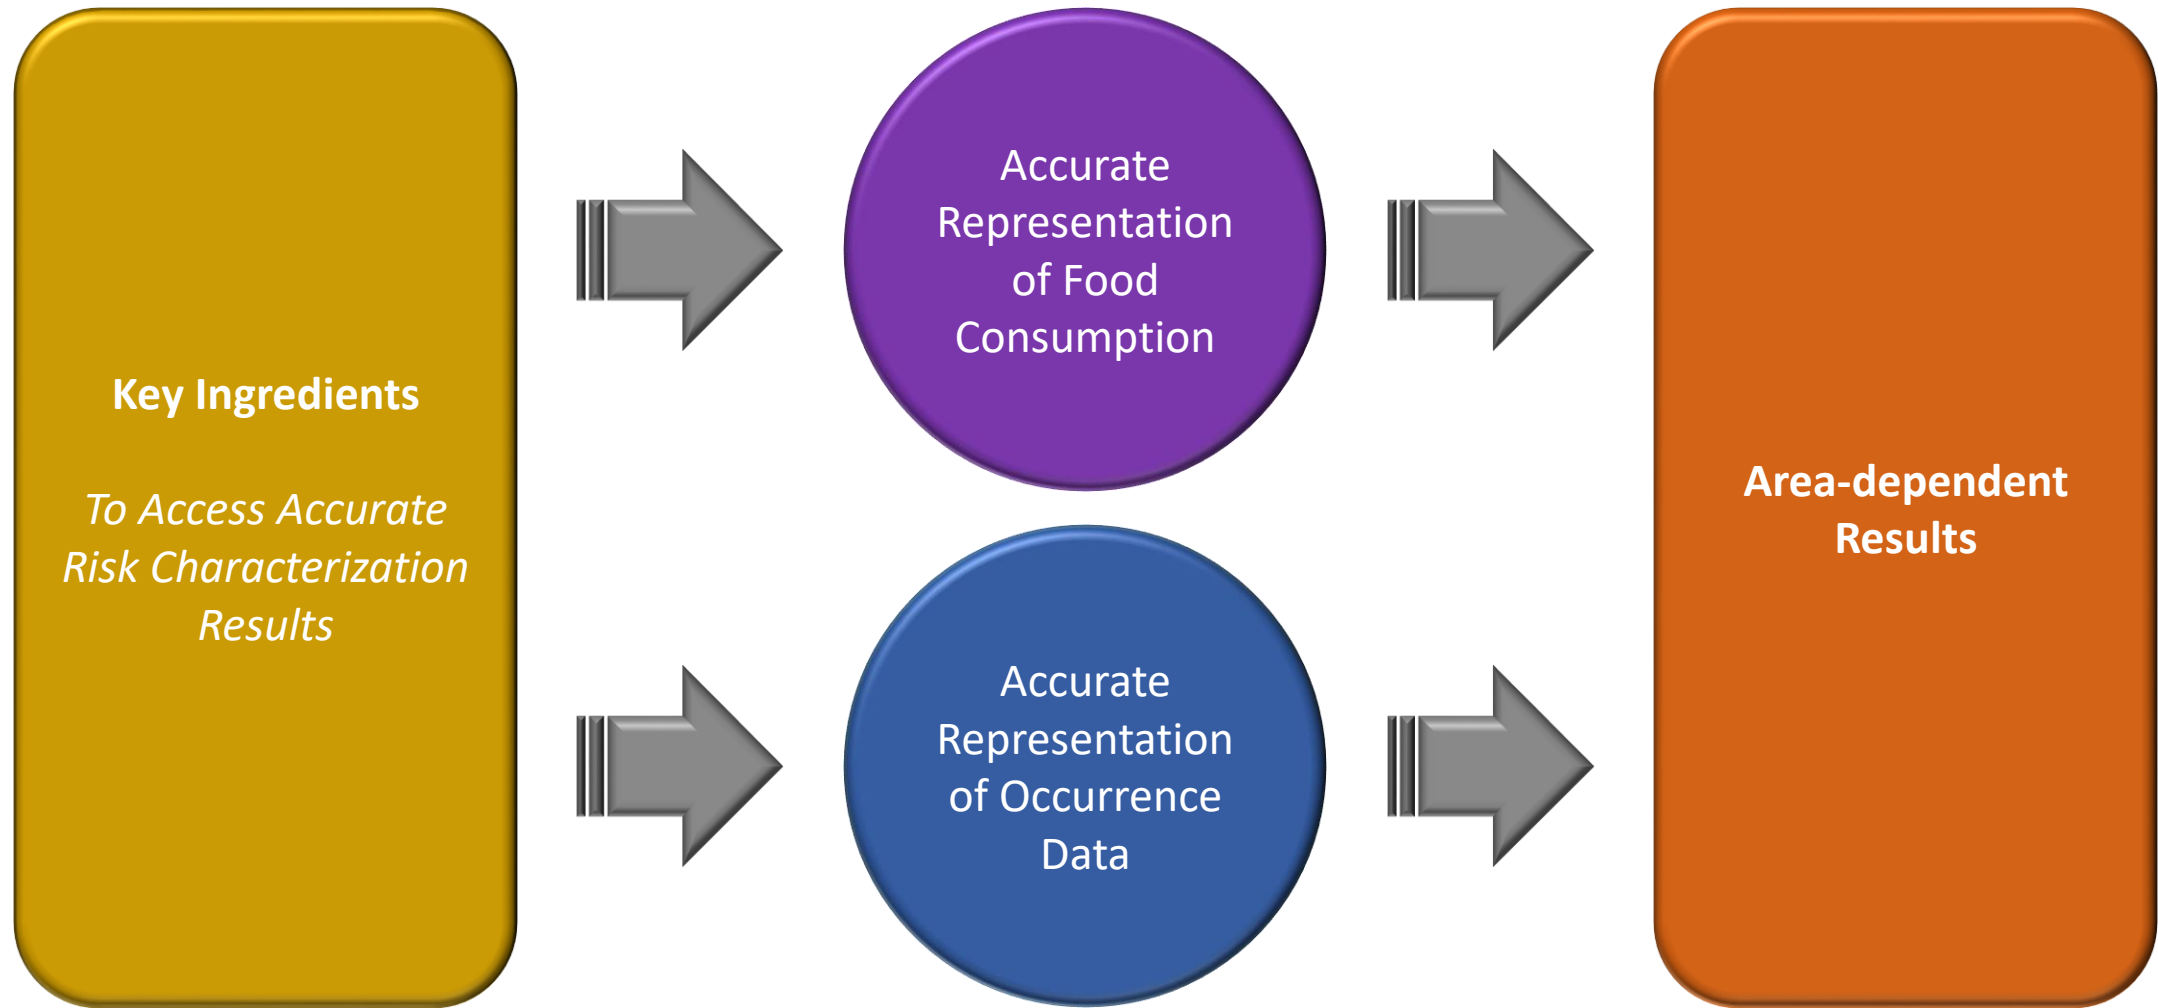 Key Ingredients
To Access Accurate
Risk Characterization
Results
Accurate
Representation
of Food
Consumption
Accurate
Representation
of Occurrence
Data
Area-dependent
Results